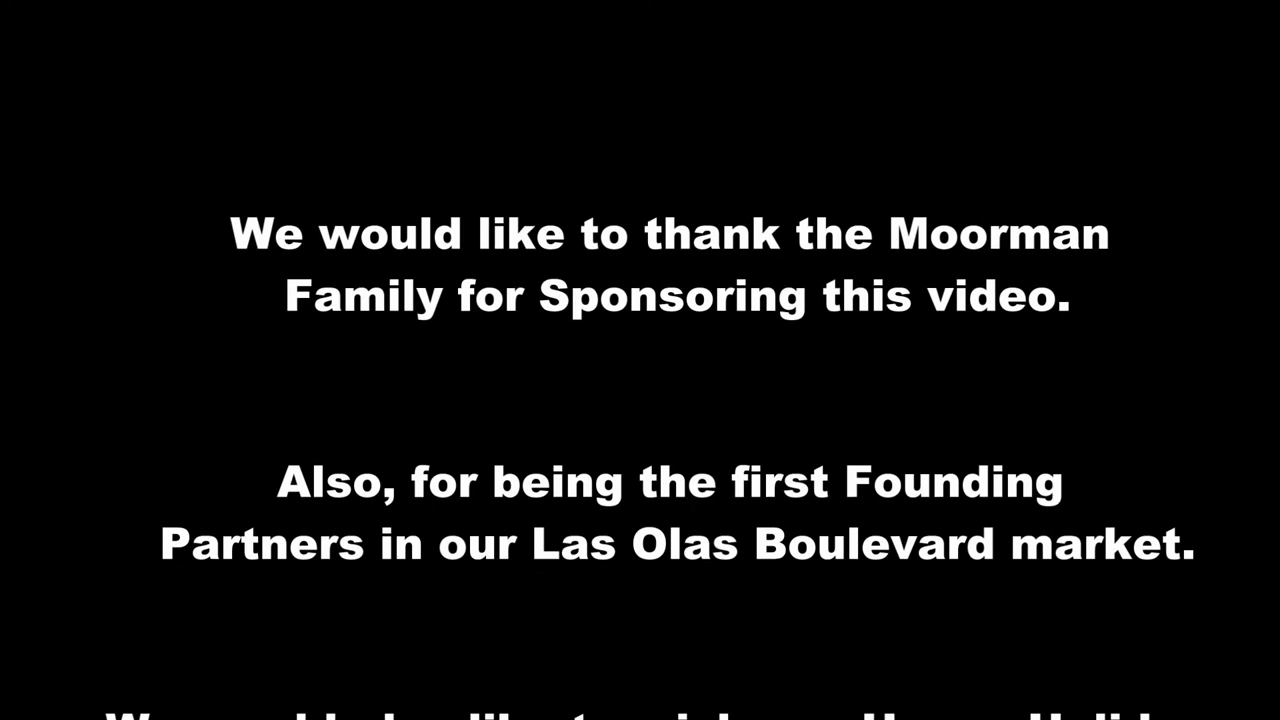 We would like to thank the Moorman
Family for Sponsoring this video.
Also, for being the first Founding
Partners in our Las Olas Boulevard market.